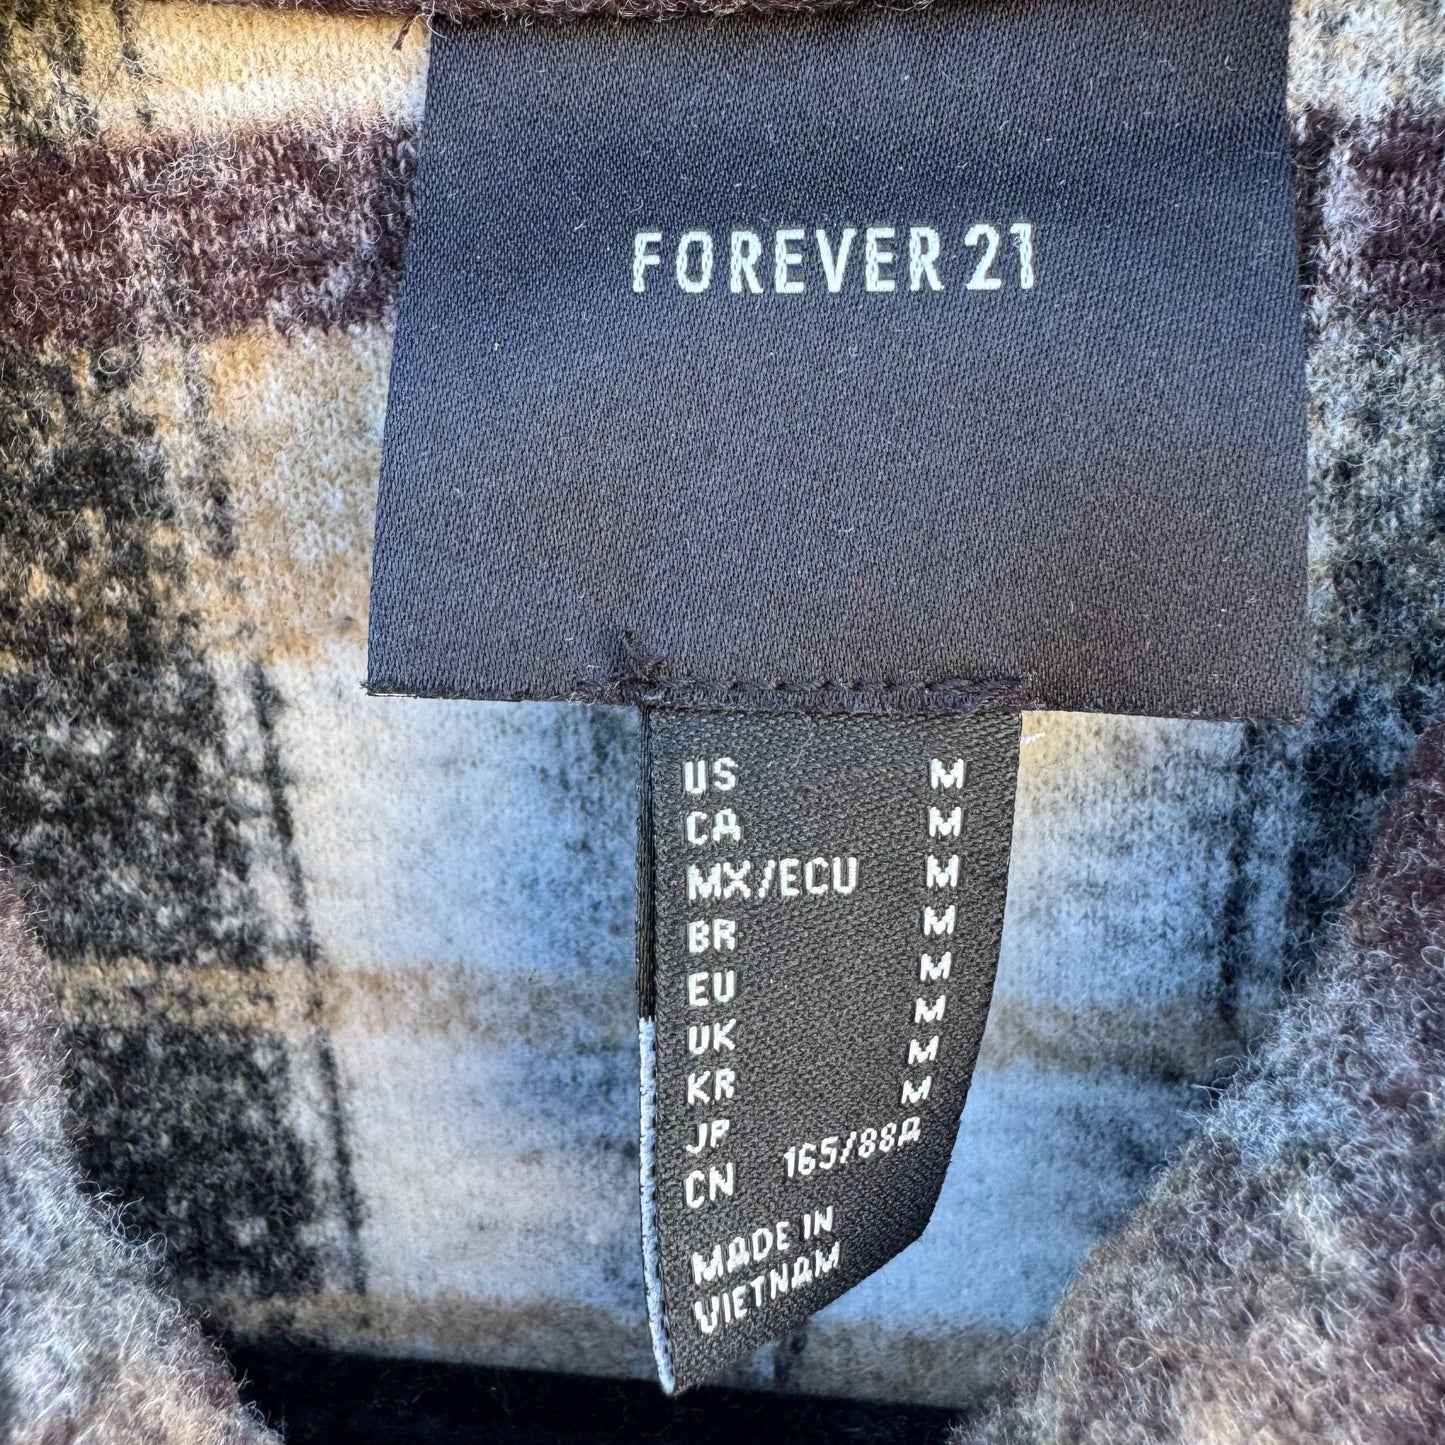 FOREVER 21
US M
CA M
MX/ECU M
BR M
EU M
UK M
KR M
JP M
CN 165/88A
MADE IN
VIETNAM